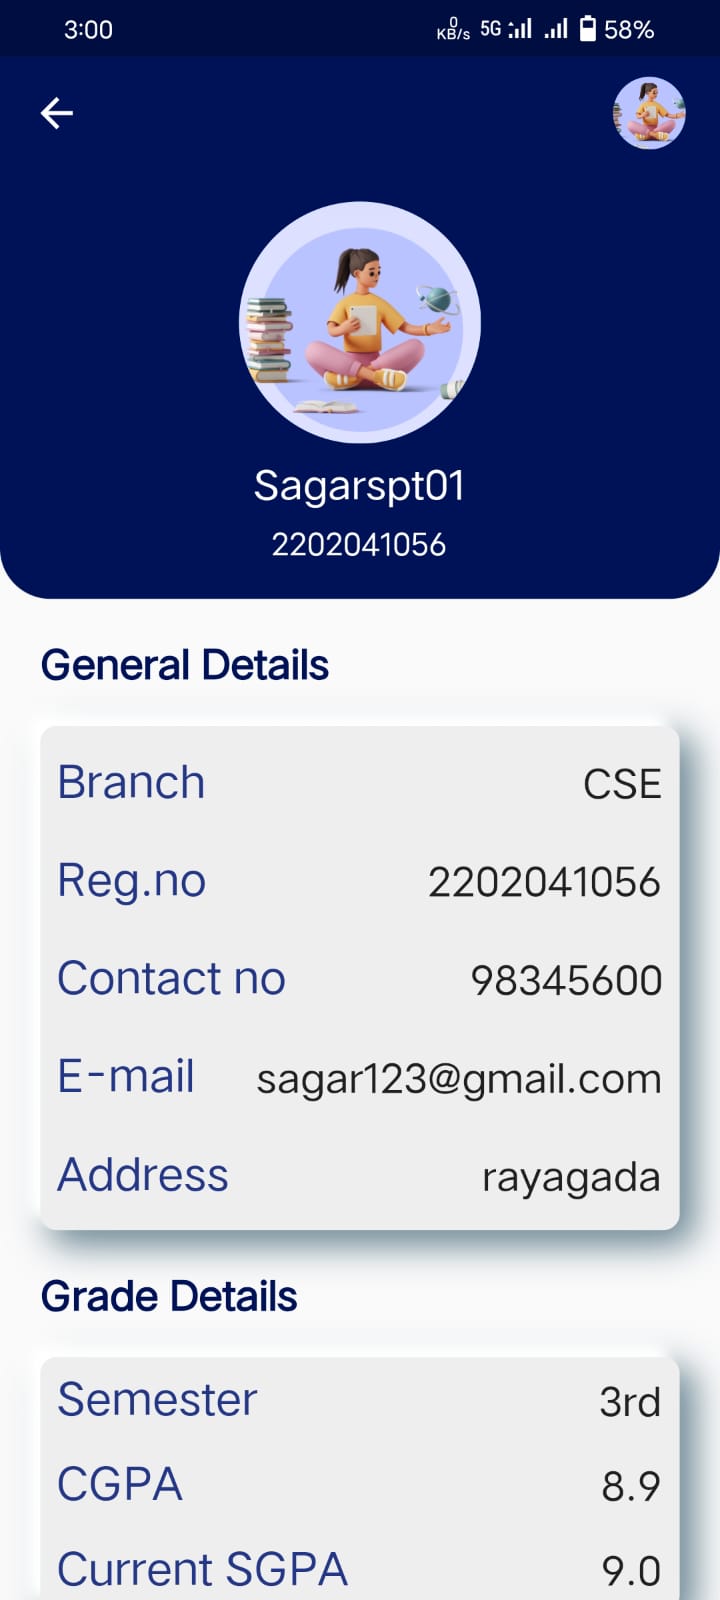 3:00 0 KB/s 5G 58%
Sagarspt01
2202041056
General Details
Branch CSE
Reg.no 2202041056
Contact no 98345600
E-mail sagar123@gmail.com
Address rayagada
Grade Details
Semester 3rd
CGPA 8.9
Current SGPA 9.0